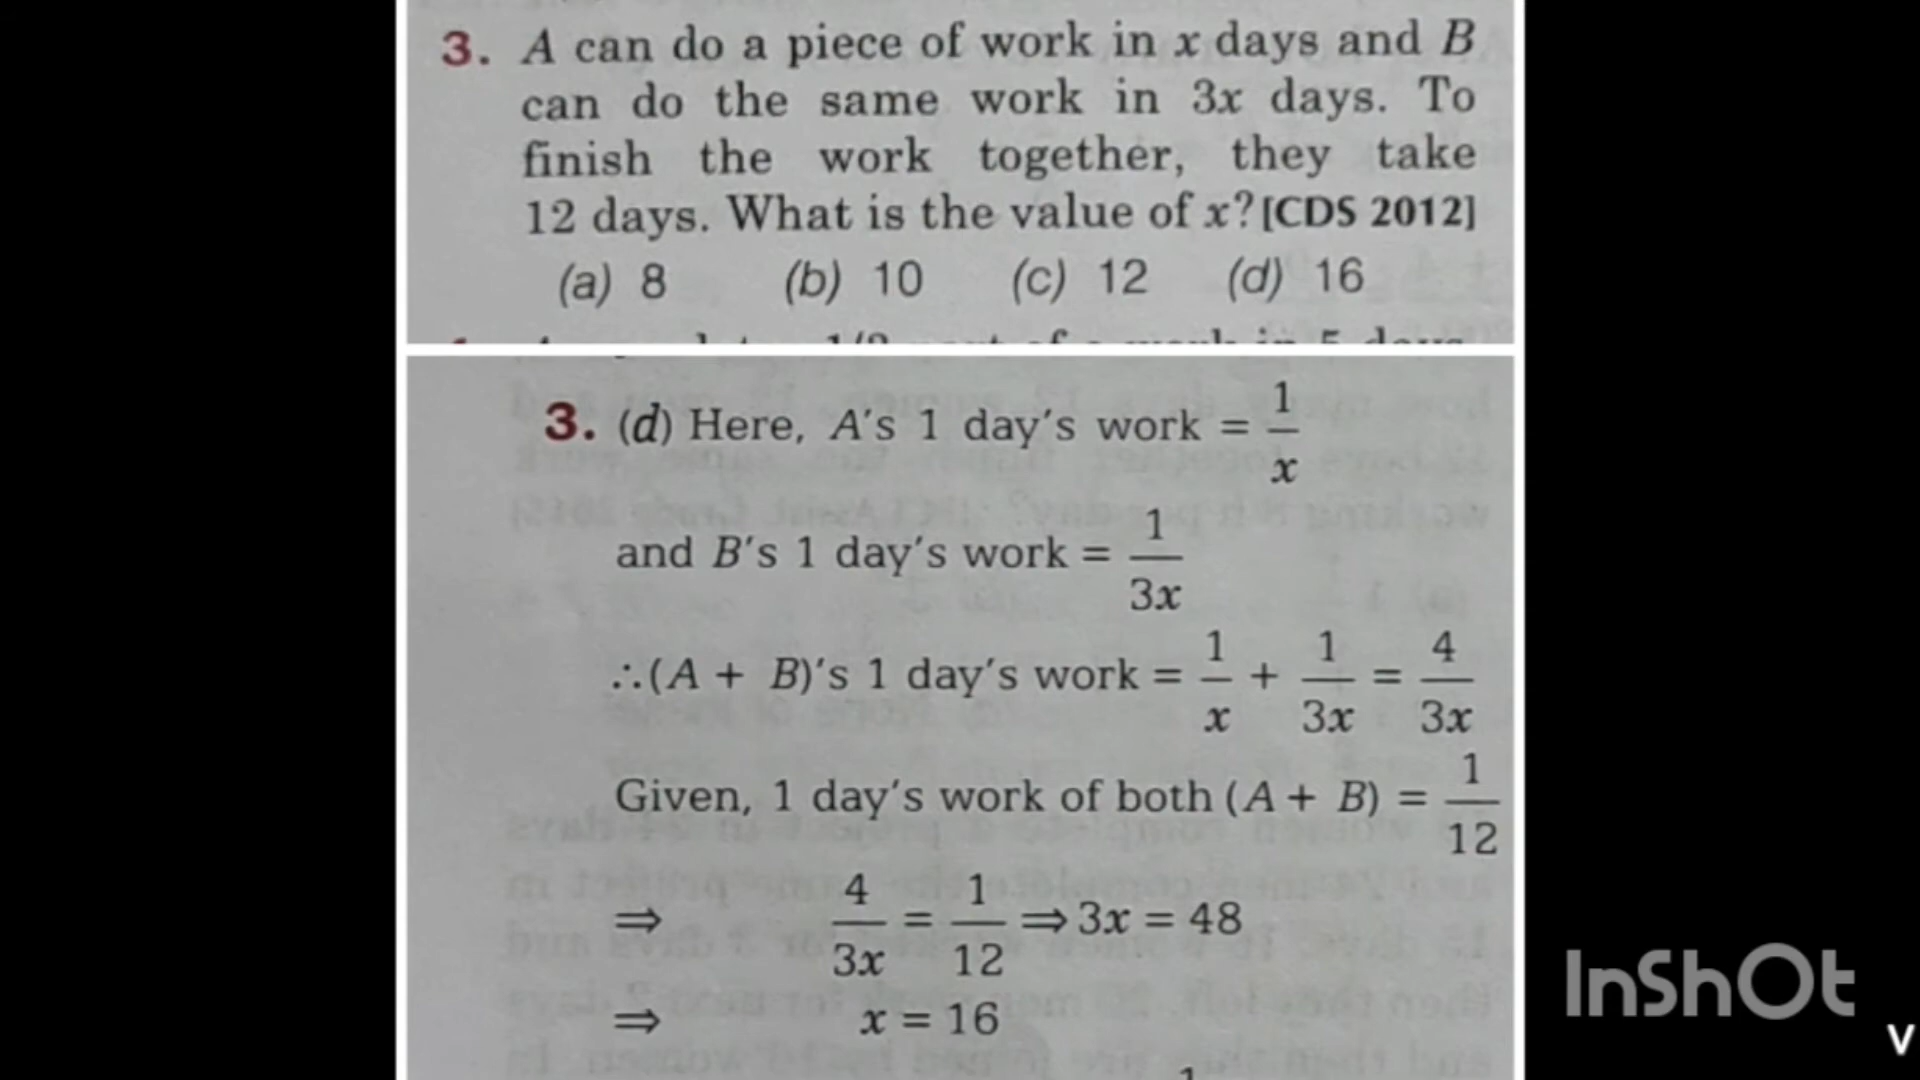 3. A can do a piece of work in x days and B
can do the same work in 3x days. To
finish the work together, they take
12 days. What is the value of x? [CDS 2012]
(a) 8 (b) 10 (c) 12 (d) 16
3. (d) Here, A's 1 day's work = 1/x
and B's 1 day's work = 1/3x
∴ (A + B)'s 1 day's work = 1/x + 1/3x = 4/3x
Given, 1 day's work of both (A + B) = 1/12
⇒ 4/3x = 1/12 ⇒ 3x = 48
⇒ x = 16
InShOt
V